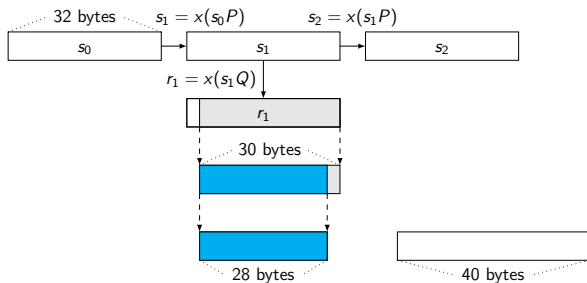 32 bytes s₁ = x(s₀P) s₂ = x(s₁P)
s₀ s₁ s₂
r₁ = x(s₁Q)
r₁
30 bytes
28 bytes 40 bytes